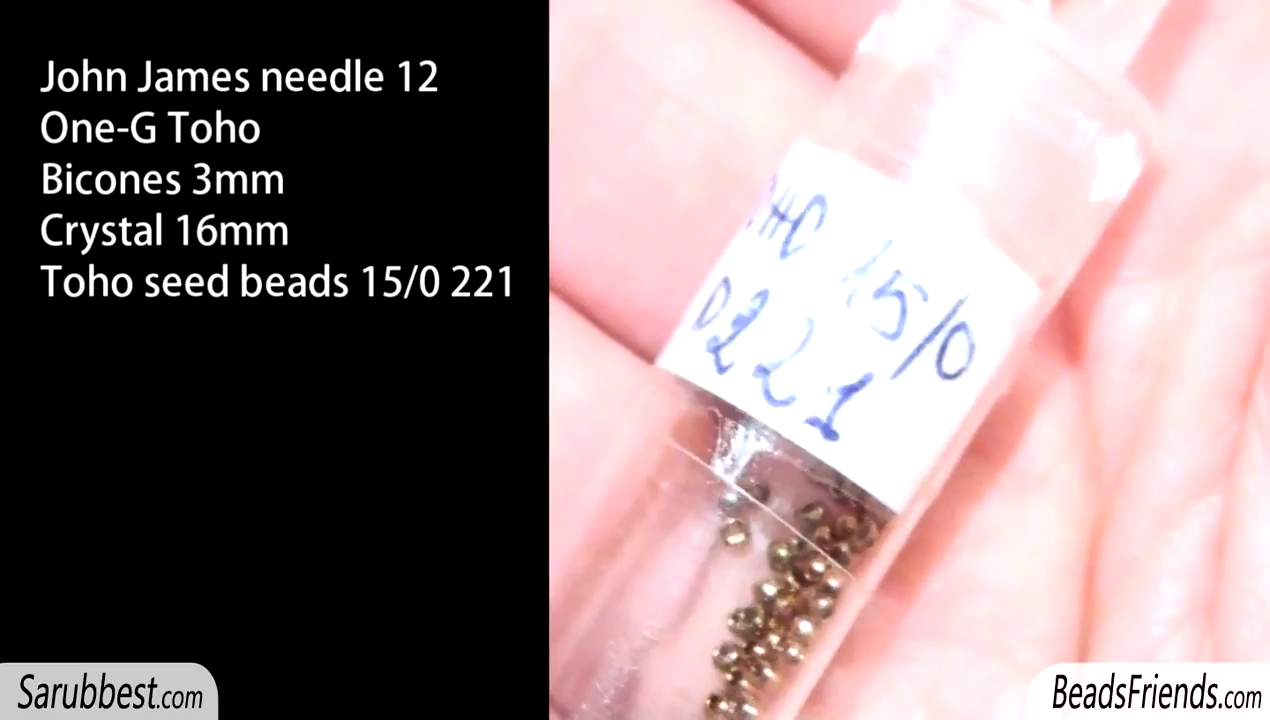 John James needle 12
One-G Toho
Bicones 3mm
Crystal 16mm
Toho seed beads 15/0 221
15/0
0221
Sarubbest.com
BeadsFriends.com